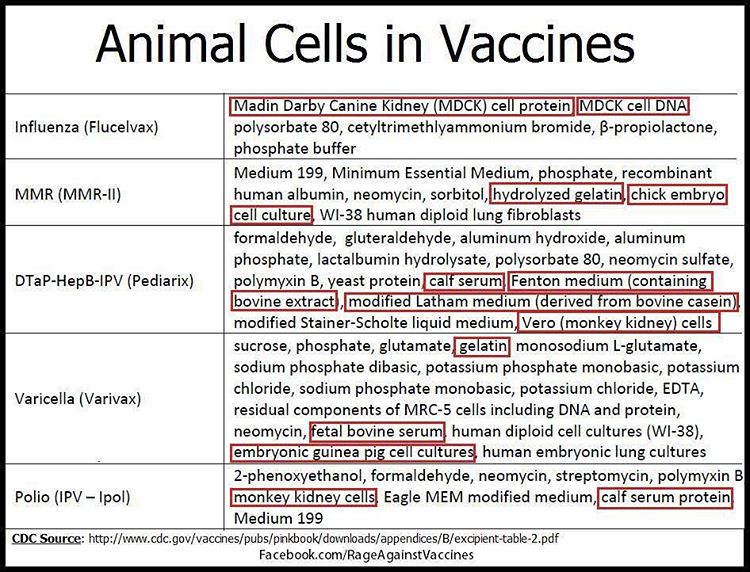 Animal Cells in Vaccines
Influenza (Flucelvax)
Madin Darby Canine Kidney (MDCK) cell protein, MDCK cell DNA,
polysorbate 80, cetyltrimethlyammonium bromide, β-propiolactone,
phosphate buffer
MMR (MMR-II)
Medium 199, Minimum Essential Medium, phosphate, recombinant
human albumin, neomycin, sorbitol, hydrolyzed gelatin, chick embryo
cell culture, WI-38 human diploid lung fibroblasts
DTaP-HepB-IPV (Pediarix)
formaldehyde, gluteraldehyde, aluminum hydroxide, aluminum
phosphate, lactalbumin hydrolysate, polysorbate 80, neomycin sulfate,
polymyxin B, yeast protein, calf serum, Fenton medium (containing
bovine extract), modified Latham medium (derived from bovine casein),
modified Stainer-Scholte liquid medium, Vero (monkey kidney) cells
Varicella (Varivax)
sucrose, phosphate, glutamate, gelatin, monosodium L-glutamate,
sodium phosphate dibasic, potassium phosphate monobasic, potassium
chloride, sodium phosphate monobasic, potassium chloride, EDTA,
residual components of MRC-5 cells including DNA and protein,
neomycin, fetal bovine serum, human diploid cell cultures (WI-38),
embryonic guinea pig cell cultures, human embryonic lung cultures
Polio (IPV – Ipol)
2-phenoxyethanol, formaldehyde, neomycin, streptomycin, polymyxin B
monkey kidney cells, Eagle MEM modified medium, calf serum protein,
Medium 199
CDC Source: http://www.cdc.gov/vaccines/pubs/pinkbook/downloads/appendices/B/excipient-table-2.pdf
Facebook.com/RageAgainstVaccines